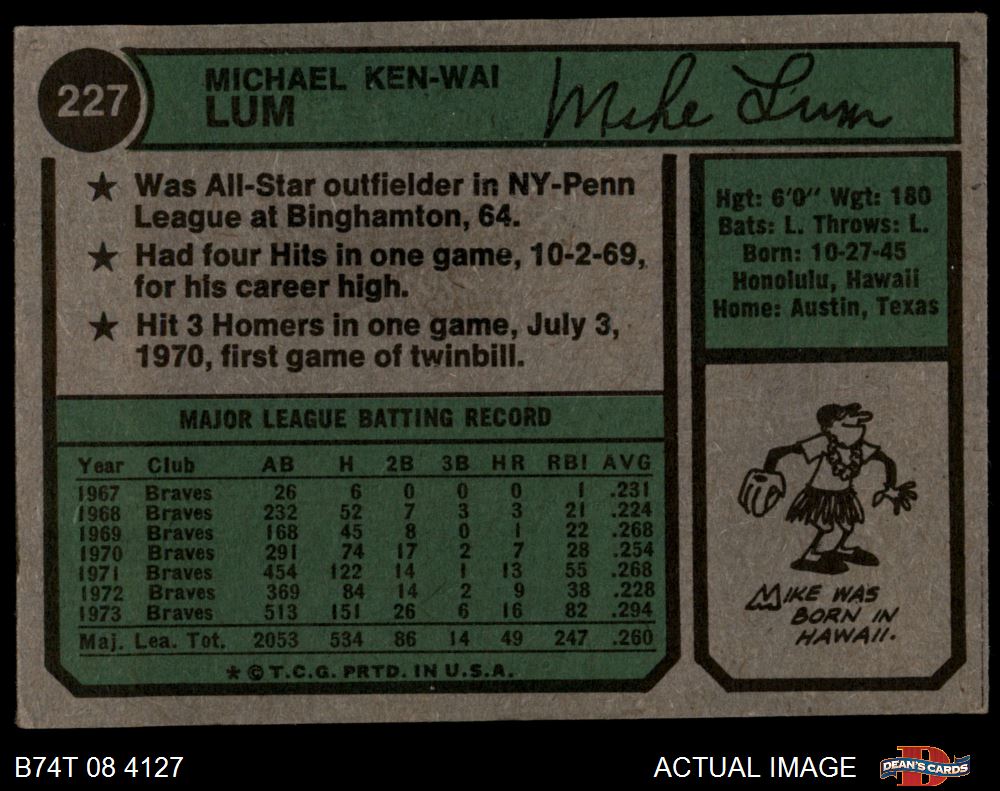 227
MICHAEL KEN-WAI
LUM
Mike Lum
★ Was All-Star outfielder in NY-Penn
League at Binghamton, 64.
★ Had four Hits in one game, 10-2-69,
for his career high.
★ Hit 3 Homers in one game, July 3,
1970, first game of twinbill.
Hgt: 6'0" Wgt: 180
Bats: L. Throws: L.
Born: 10-27-45
Honolulu, Hawaii
Home: Austin, Texas
MAJOR LEAGUE BATTING RECORD
Year Club AB H 2B 3B HR RBI AVG
1967 Braves 26 6 0 0 0 1 .231
1968 Braves 232 52 7 3 3 21 .224
1969 Braves 168 45 8 0 1 22 .268
1970 Braves 291 74 17 2 7 28 .254
1971 Braves 454 122 14 1 13 55 .268
1972 Braves 369 84 14 2 9 38 .228
1973 Braves 513 151 26 6 16 82 .294
Maj. Lea. Tot. 2053 534 86 14 49 247 .260
* © T.C.G. PRTD. IN U.S.A.
MIKE WAS
BORN IN
HAWAII.
B74T 08 4127
ACTUAL IMAGE
D
DEAN'S CARDS